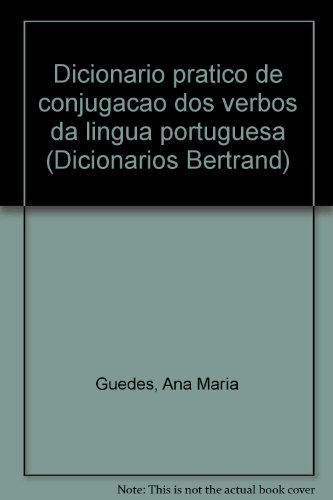 Dicionario pratico de
conjugacao dos verbos
da lingua portuguesa
(Dicionarios Bertrand)
Guedes, Ana Maria
Note: This is not the actual book cover